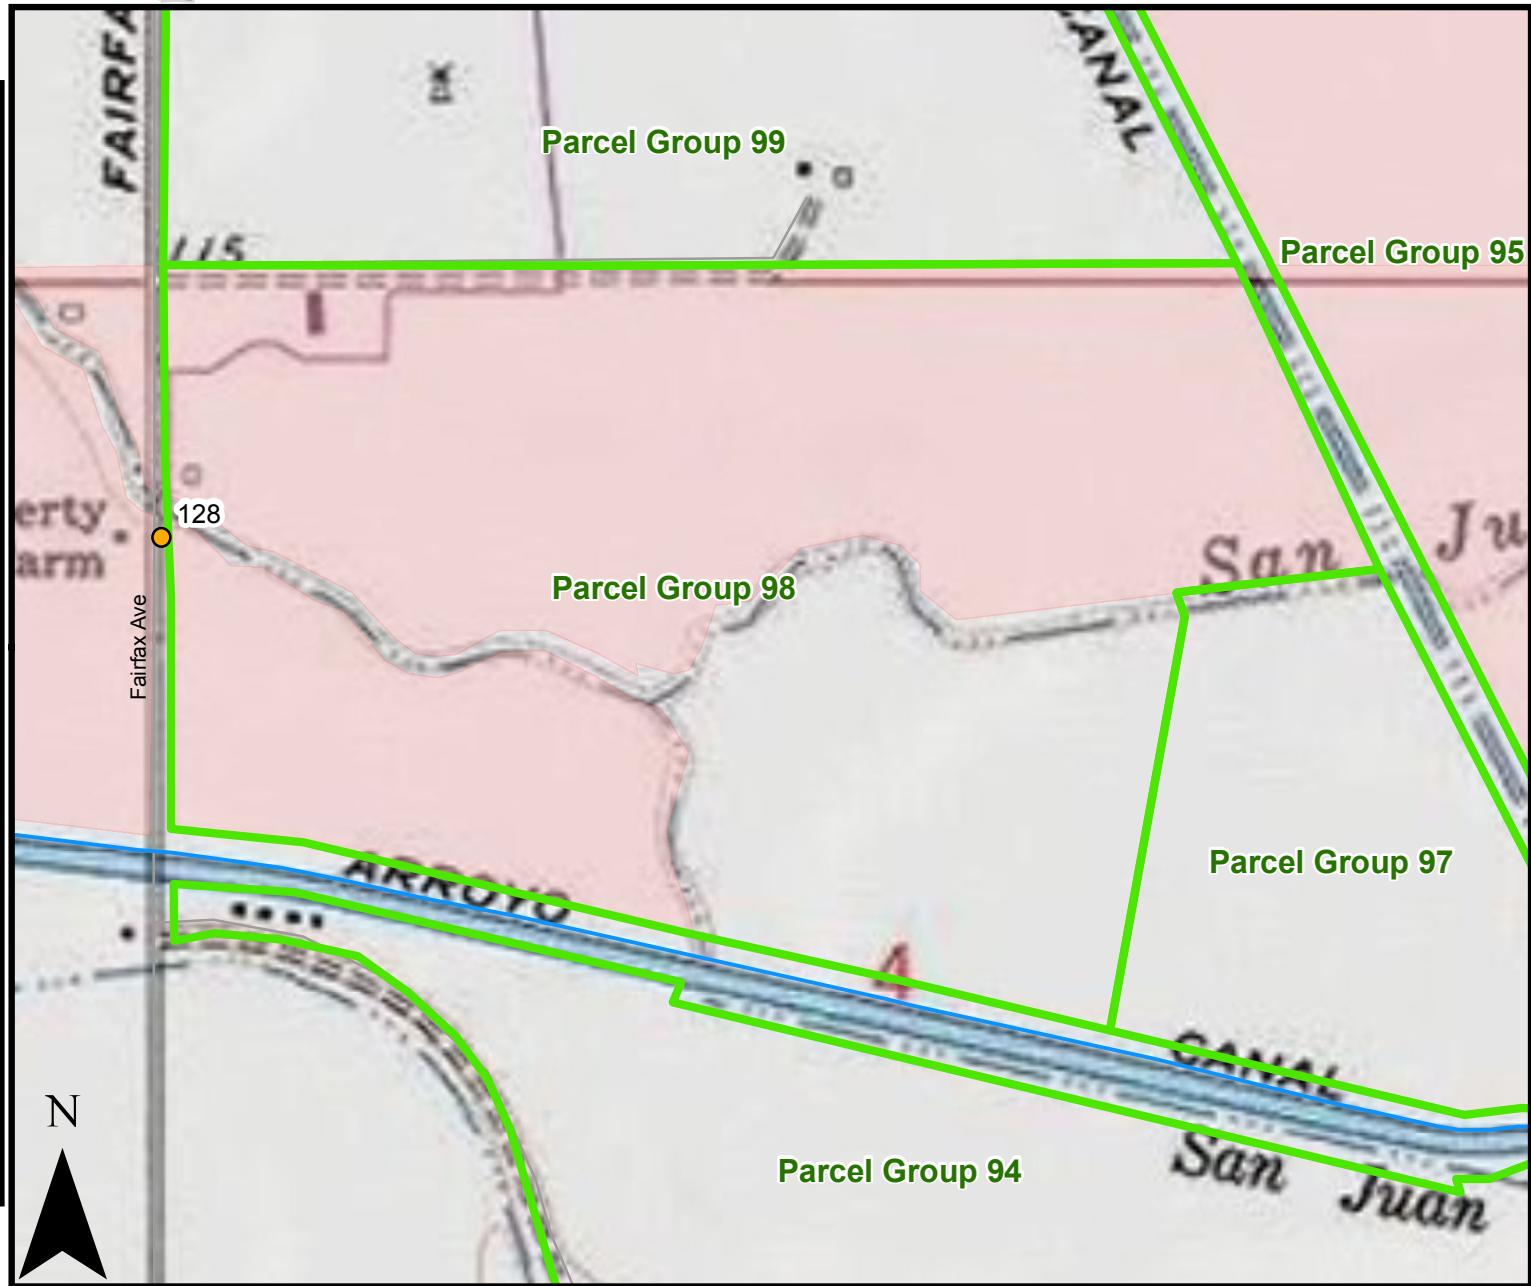 FAIRFA
CANAL
Parcel Group 99
115
Parcel Group 95
erty
arm
128
San Ju
Parcel Group 98
Fairfax Ave
Parcel Group 97
ARROYO
4
CANAL
N
Parcel Group 94
San Juan